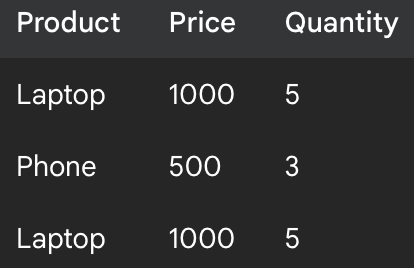 Product Price Quantity
Laptop 1000 5
Phone 500 3
Laptop 1000 5